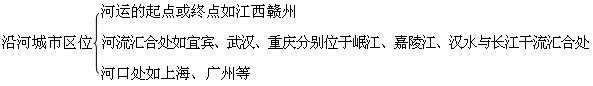 河运的起点或终点如江西赣州
沿河城市区位
河流汇合处如宜宾、武汉、重庆分别位于岷江、嘉陵江、汉水与长江干流汇合处
河口处如上海、广州等